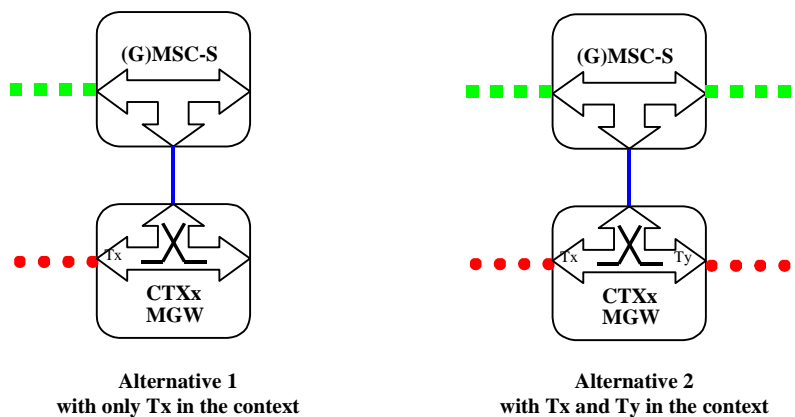 (G)MSC-S
Tx
CTXx
MGW
Alternative 1
with only Tx in the context
(G)MSC-S
Tx
Ty
CTXx
MGW
Alternative 2
with Tx and Ty in the context